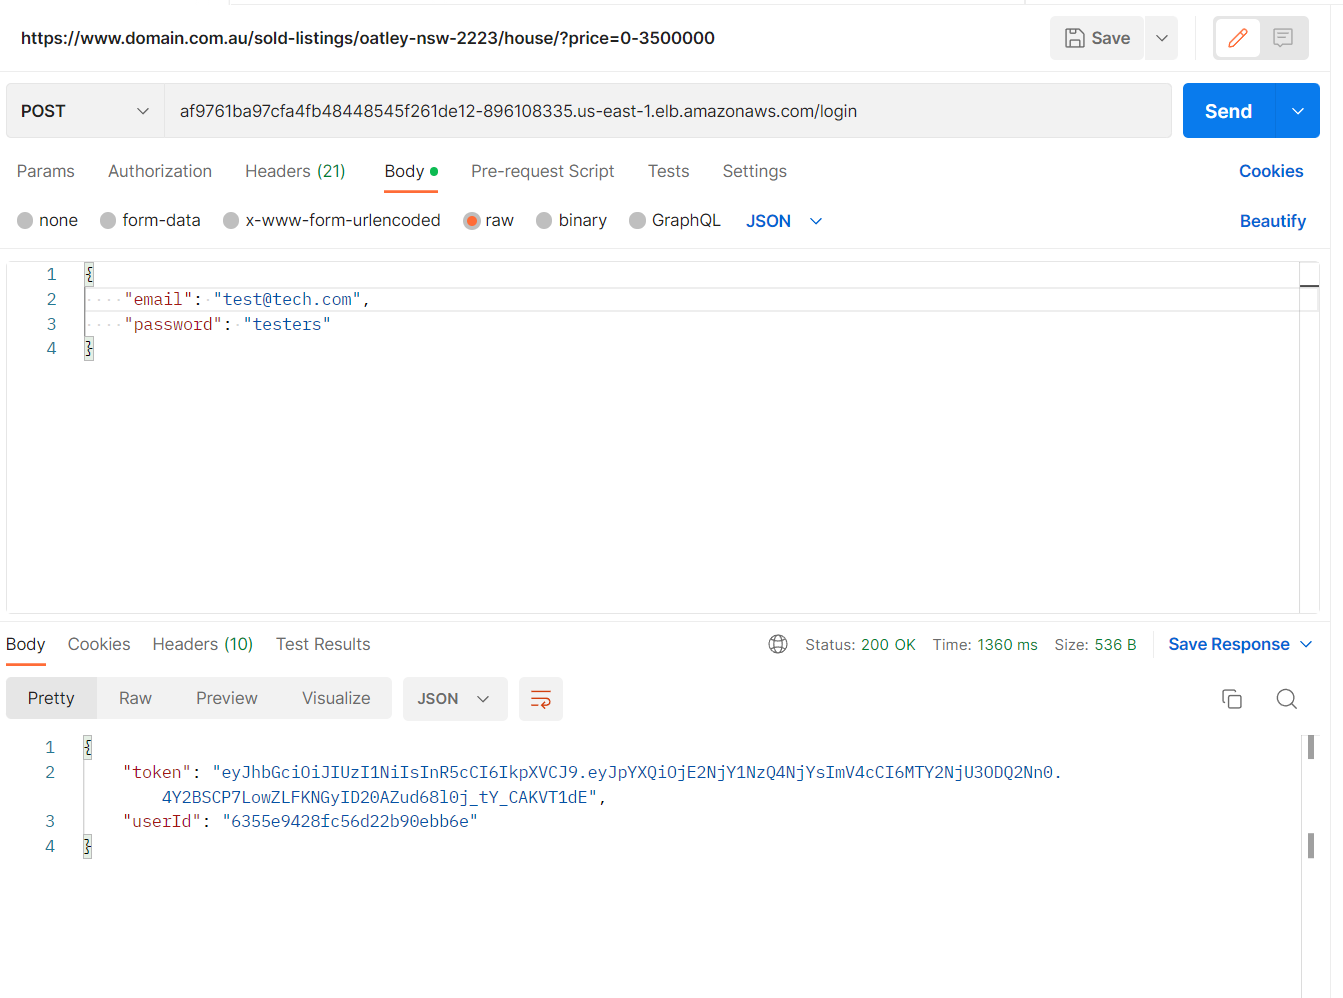 https://www.domain.com.au/sold-listings/oatley-nsw-2223/house/?price=0-3500000
Save
POST
af9761ba97cfa4fb48448545f261de12-896108335.us-east-1.elb.amazonaws.com/login
Send
Params Authorization Headers (21) Body Pre-request Script Tests Settings Cookies
none form-data x-www-form-urlencoded raw binary GraphQL JSON Beautify
1 {
2 "email": "test@tech.com",
3 "password": "testers"
4 }
Body Cookies Headers (10) Test Results Status: 200 OK Time: 1360 ms Size: 536 B Save Response
Pretty Raw Preview Visualize JSON
1 {
2 "token": "eyJhbGciOiJIUzI1NiIsInR5cCI6IkpXVCJ9.eyJpYXQiOjE2NjY1NzQ4NjYsImV4cCI6MTY2NjU3ODQ2Nn0.
4Y2BSCP7LowZLFKNGyID20AZud68l0j_tY_CAKVT1dE",
3 "userId": "6355e9428fc56d22b90ebb6e"
4 }